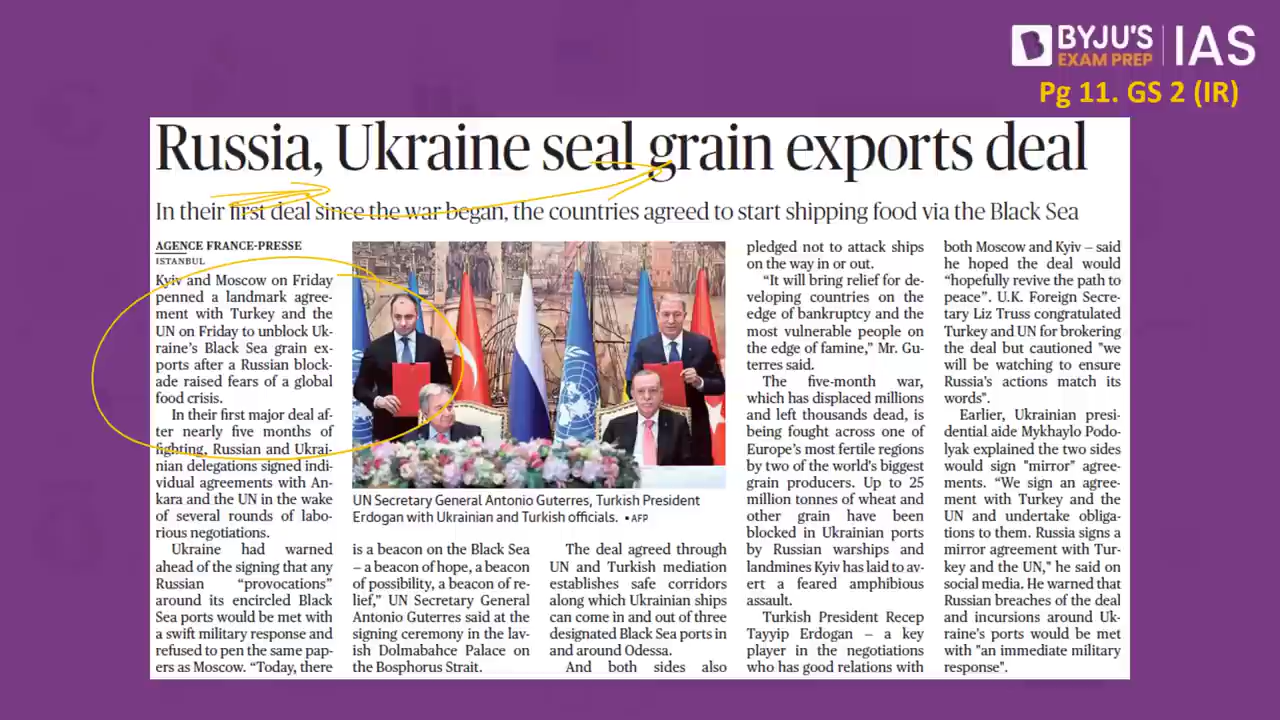 BYJU'S
EXAM PREP
IAS
Pg 11. GS 2 (IR)
Russia, Ukraine seal grain exports deal
In their first deal since the war began, the countries agreed to start shipping food via the Black Sea
AGENCE FRANCE-PRESSE
ISTANBUL
Kyiv and Moscow on Friday
penned a landmark agree-
ment with Turkey and the
UN on Friday to unblock Uk-
raine's Black Sea grain ex-
ports after a Russian block-
ade raised fears of a global
food crisis.
In their first major deal af-
ter nearly five months of
fighting, Russian and Ukrai-
nian delegations signed indi-
vidual agreements with An-
kara and the UN in the wake
of several rounds of labo-
rious negotiations.
Ukraine had warned
ahead of the signing that any
Russian "provocations"
around its encircled Black
Sea ports would be met with
a swift military response and
refused to pen the same pap-
ers as Moscow. "Today, there
UN Secretary General Antonio Guterres, Turkish President
Erdogan with Ukrainian and Turkish officials. ▪ AFP
is a beacon on the Black Sea
– a beacon of hope, a beacon
of possibility, a beacon of re-
lief," UN Secretary General
Antonio Guterres said at the
signing ceremony in the lav-
ish Dolmabahce Palace on
the Bosphorus Strait.
The deal agreed through
UN and Turkish mediation
establishes safe corridors
along which Ukrainian ships
can come in and out of three
designated Black Sea ports in
and around Odessa.
And both sides also
pledged not to attack ships
on the way in or out.
"It will bring relief for de-
veloping countries on the
edge of bankruptcy and the
most vulnerable people on
the edge of famine," Mr. Gu-
terres said.
The five-month war,
which has displaced millions
and left thousands dead, is
being fought across one of
Europe's most fertile regions
by two of the world's biggest
grain producers. Up to 25
million tonnes of wheat and
other grain have been
blocked in Ukrainian ports
by Russian warships and
landmines Kyiv has laid to av-
ert a feared amphibious
assault.
Turkish President Recep
Tayyip Erdogan – a key
player in the negotiations
who has good relations with
both Moscow and Kyiv – said
he hoped the deal would
"hopefully revive the path to
peace". U.K. Foreign Secre-
tary Liz Truss congratulated
Turkey and UN for brokering
the deal but cautioned "we
will be watching to ensure
Russia's actions match its
words".
Earlier, Ukrainian presi-
dential aide Mykhaylo Podo-
lyak explained the two sides
would sign "mirror" agree-
ments. "We sign an agree-
ment with Turkey and the
UN and undertake obliga-
tions to them. Russia signs a
mirror agreement with Tur-
key and the UN," he said on
social media. He warned that
Russian breaches of the deal
and incursions around Uk-
raine's ports would be met
with "an immediate military
response".